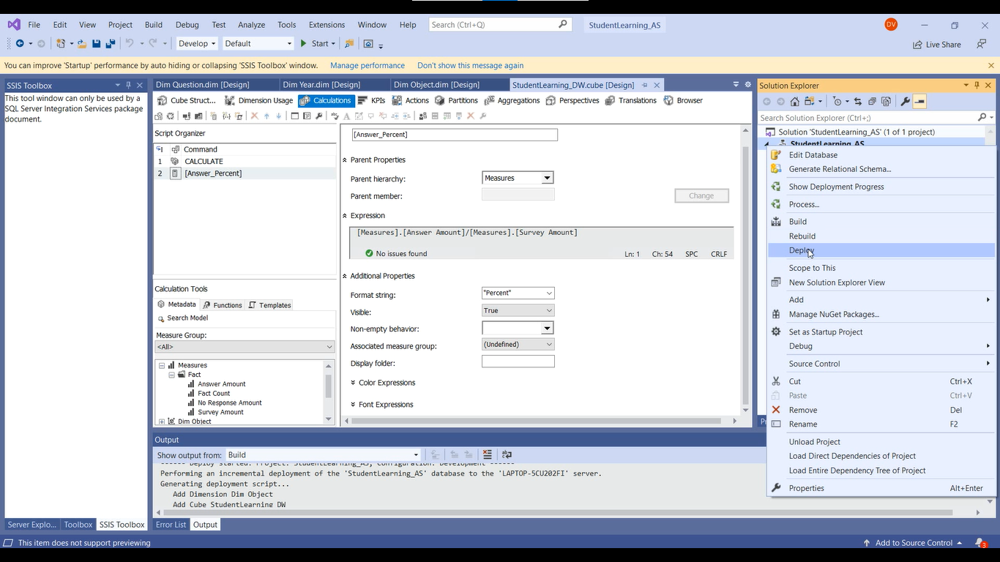 File Edit View Project Build Debug Test Analyze Tools Extensions Window Help Search (Ctrl+Q) StudentLearning_AS DV
Develop Default Start Live Share
You can improve 'Startup' performance by auto hiding or collapsing 'SSIS Toolbox' window. Manage performance Don't show this message again
SSIS Toolbox
This tool window can only be used by a
SQL Server Integration Services package
document.
Dim Question.dim [Design] Dim Year.dim [Design] Dim Object.dim [Design] StudentLearning_DW.cube [Design]
Cube Struct... Dimension Usage Calculations KPIs Actions Partitions Aggregations Perspectives Translations Browser
Script Organizer
Command
1 CALCULATE
2 [Answer_Percent]
Calculation Tools
Metadata Functions Templates
Search Model
Measure Group:
<All>
Measures
Fact
Answer Amount
Fact Count
No Response Amount
Survey Amount
Dim Object
[Answer_Percent]
Parent Properties
Parent hierarchy: Measures
Parent member:
Change
Expression
[Measures].[Answer Amount]/[Measures].[Survey Amount]
No issues found Ln: 1 Ch: 54 SPC CRLF
Additional Properties
Format string: "Percent"
Visible: True
Non-empty behavior:
Associated measure group: (Undefined)
Display folder:
Color Expressions
Font Expressions
Output
Show output from: Build
------ Deploy started: Project: StudentLearning_AS, Configuration: Development ------
Performing an incremental deployment of the 'StudentLearning_AS' database to the 'LAPTOP-5CU202FI' server.
Generating deployment script...
Add Dimension Dim Object
Add Cube StudentLearning DW
Server Explo... Toolbox SSIS Toolbox Error List Output
Solution Explorer
Search Solution Explorer (Ctrl+;)
Solution 'StudentLearning_AS' (1 of 1 project)
StudentLearning_AS
Edit Database
Generate Relational Schema...
Show Deployment Progress
Process...
Build
Rebuild
Deploy
Scope to This
New Solution Explorer View
Add
Manage NuGet Packages...
Set as Startup Project
Debug
Source Control
Cut Ctrl+X
Paste Ctrl+V
Remove Del
Rename F2
Unload Project
Load Direct Dependencies of Project
Load Entire Dependency Tree of Project
Properties Alt+Enter
This item does not support previewing Add to Source Control 3